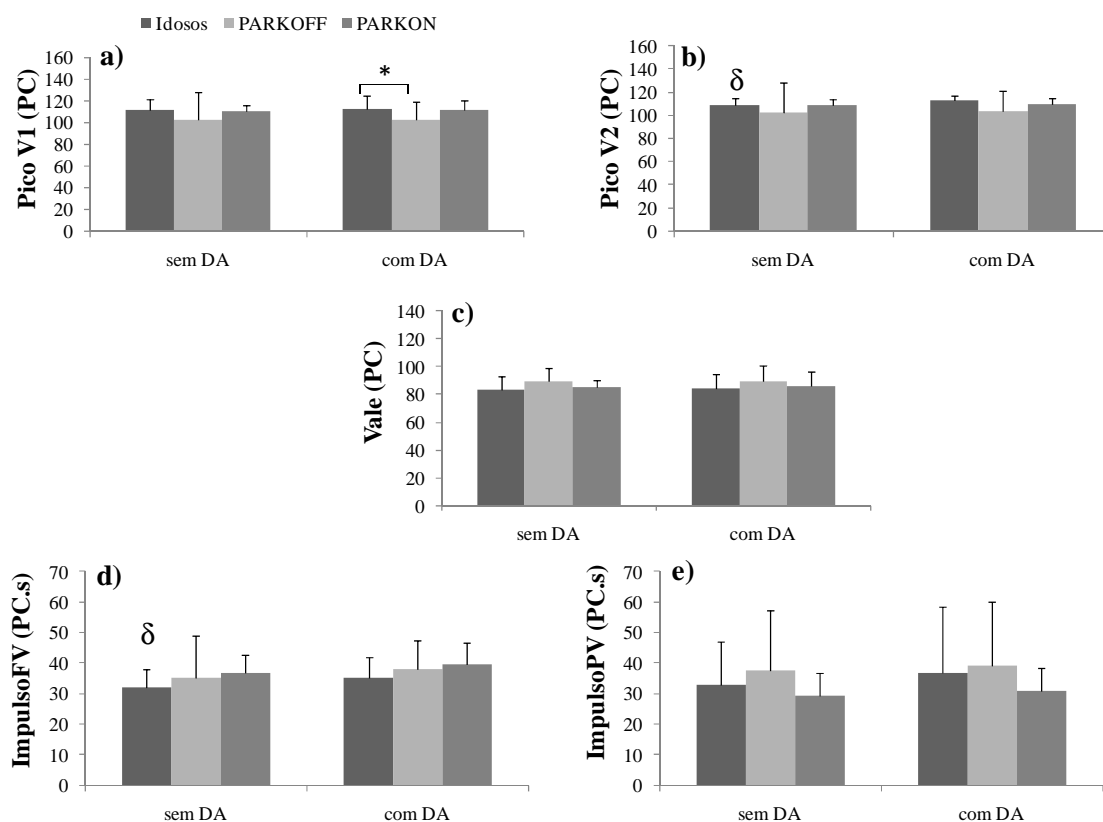 Idosos PARKOFF PARKON
a)
Pico V1 (PC)
160
140
120
100
80
60
40
20
0
*
sem DA com DA
b)
Pico V2 (PC)
160
140
120
100
80
60
40
20
0
δ
sem DA com DA
c)
Vale (PC)
140
120
100
80
60
40
20
0
sem DA com DA
d)
ImpulsoFV (PC.s)
70
60
50
40
30
20
10
0
δ
sem DA com DA
e)
ImpulsoPV (PC.s)
70
60
50
40
30
20
10
0
sem DA com DA